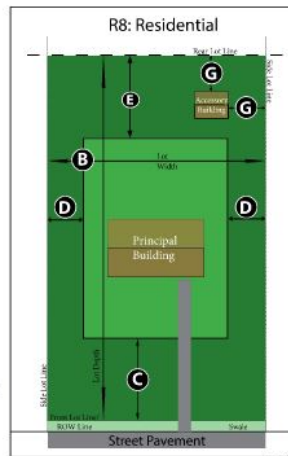 R8: Residential
Rear Lot Line
Side Lot Line
G
E
Accessory
Building
G
B
Lot
Width
D
D
Principal
Building
Lot Depth
C
Side Lot Line
Front Lot Line/
ROW Line
Swale
Street Pavement